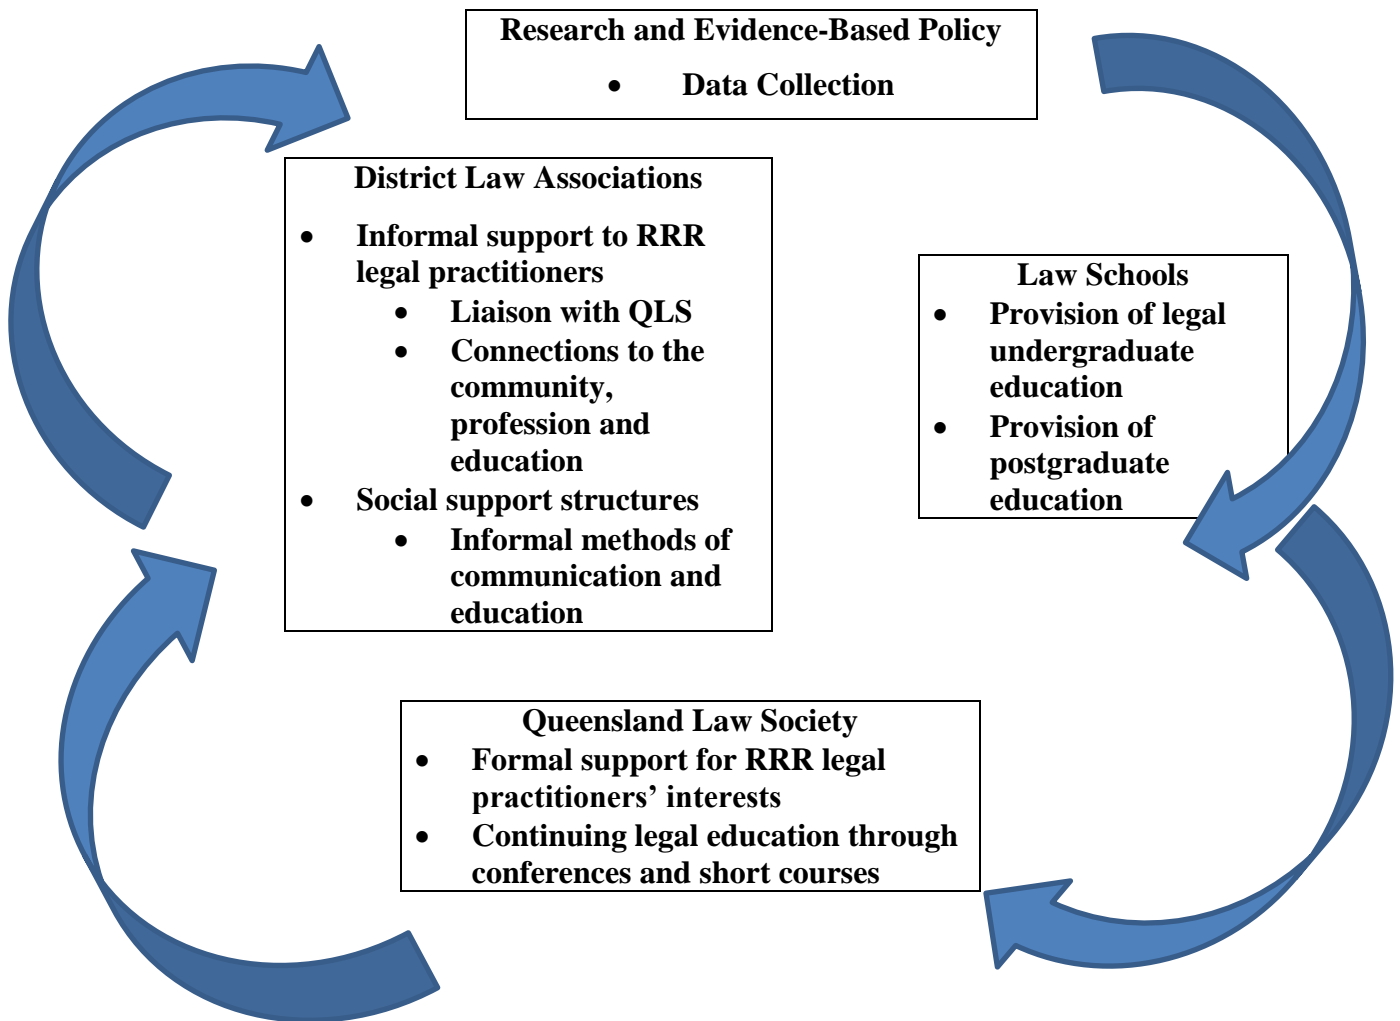 Research and Evidence-Based Policy
• Data Collection
District Law Associations
• Informal support to RRR
legal practitioners
• Liaison with QLS
• Connections to the
community,
profession and
education
• Social support structures
• Informal methods of
communication and
education
Law Schools
• Provision of legal
undergraduate
education
• Provision of
postgraduate
education
Queensland Law Society
• Formal support for RRR legal
practitioners’ interests
• Continuing legal education through
conferences and short courses